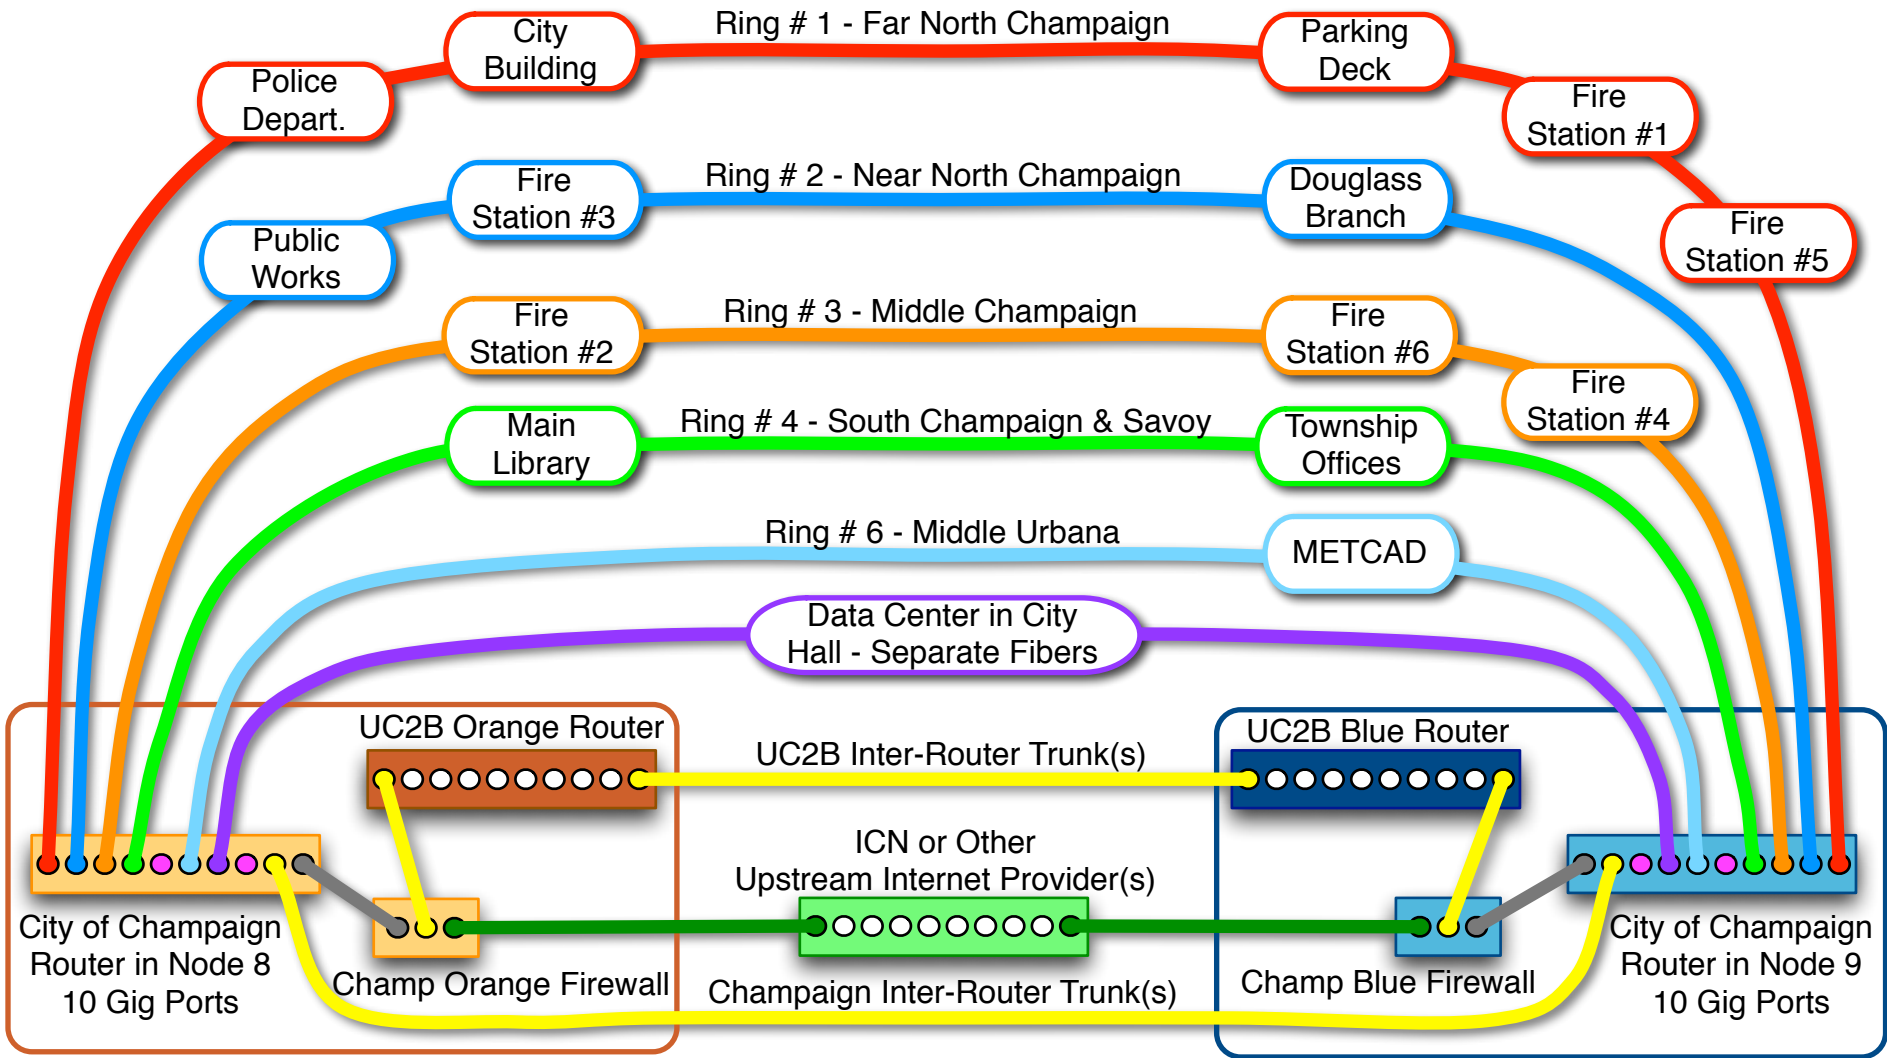 Ring # 1 - Far North Champaign
City
Building
Parking
Deck
Police
Depart.
Fire
Station #1
Ring # 2 - Near North Champaign
Fire
Station #3
Douglass
Branch
Public
Works
Fire
Station #5
Ring # 3 - Middle Champaign
Fire
Station #2
Fire
Station #6
Fire
Station #4
Ring # 4 - South Champaign & Savoy
Main
Library
Township
Offices
Ring # 6 - Middle Urbana
METCAD
Data Center in City
Hall - Separate Fibers
UC2B Orange Router
UC2B Inter-Router Trunk(s)
UC2B Blue Router
ICN or Other
Upstream Internet Provider(s)
City of Champaign
Router in Node 8
10 Gig Ports
Champ Orange Firewall
Champaign Inter-Router Trunk(s)
Champ Blue Firewall
City of Champaign
Router in Node 9
10 Gig Ports